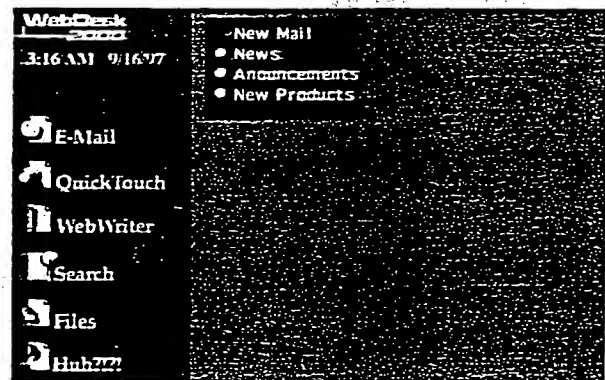 WebDesk
2000
3:16 AM 9/16/97
E-Mail
QuickTouch
WebWriter
Search
Files
Huh?!?!
New Mail
News
Anouncements
New Products